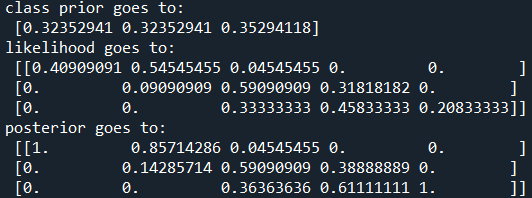 class prior goes to:
 [0.32352941 0.32352941 0.35294118]
likelihood goes to:
 [[0.40909091 0.54545455 0.04545455 0.         0.        ]
 [0.         0.09090909 0.59090909 0.31818182 0.        ]
 [0.         0.         0.33333333 0.45833333 0.20833333]]
posterior goes to:
 [[1.         0.85714286 0.04545455 0.         0.        ]
 [0.         0.14285714 0.59090909 0.38888889 0.        ]
 [0.         0.         0.36363636 0.61111111 1.        ]]